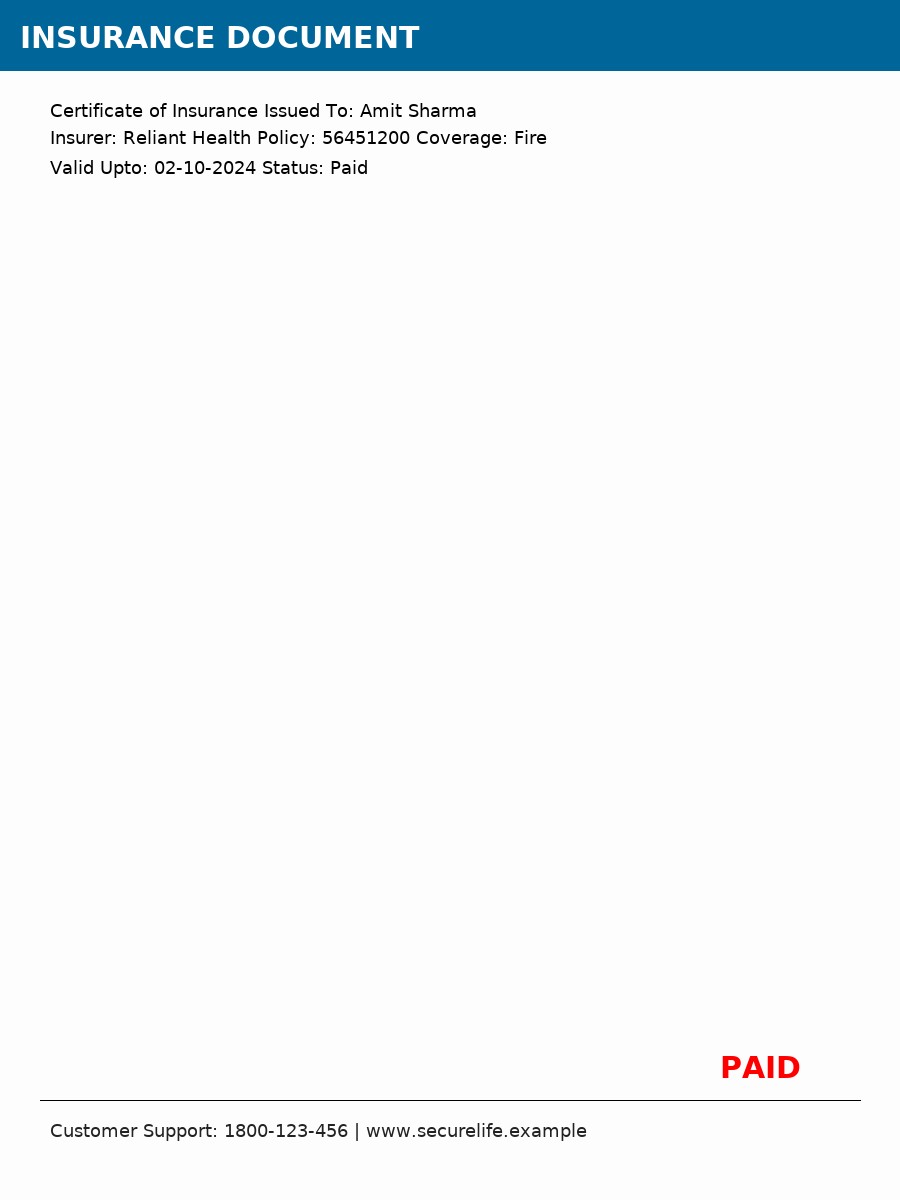 INSURANCE DOCUMENT
Certificate of Insurance Issued To: Amit Sharma
Insurer: Reliant Health Policy: 56451200 Coverage: Fire
Valid Upto: 02-10-2024 Status: Paid
PAID
Customer Support: 1800-123-456 | www.securelife.example